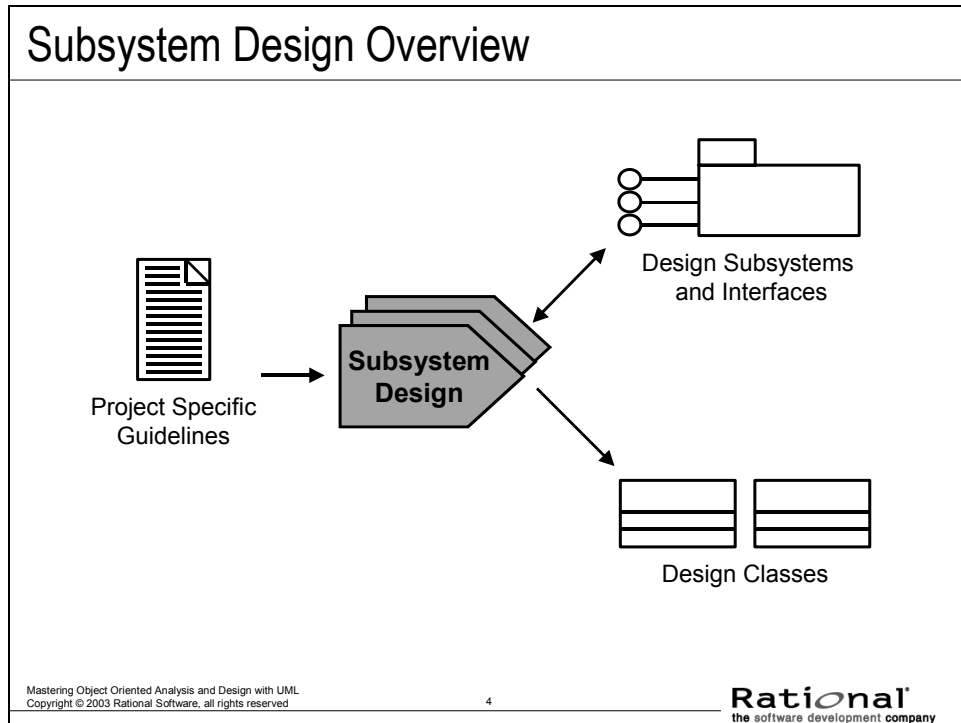 Subsystem Design Overview
Design Subsystems
and Interfaces
Subsystem
Design
Project Specific
Guidelines
Design Classes
Mastering Object Oriented Analysis and Design with UML
Copyright © 2003 Rational Software, all rights reserved
4
Rational
the software development company